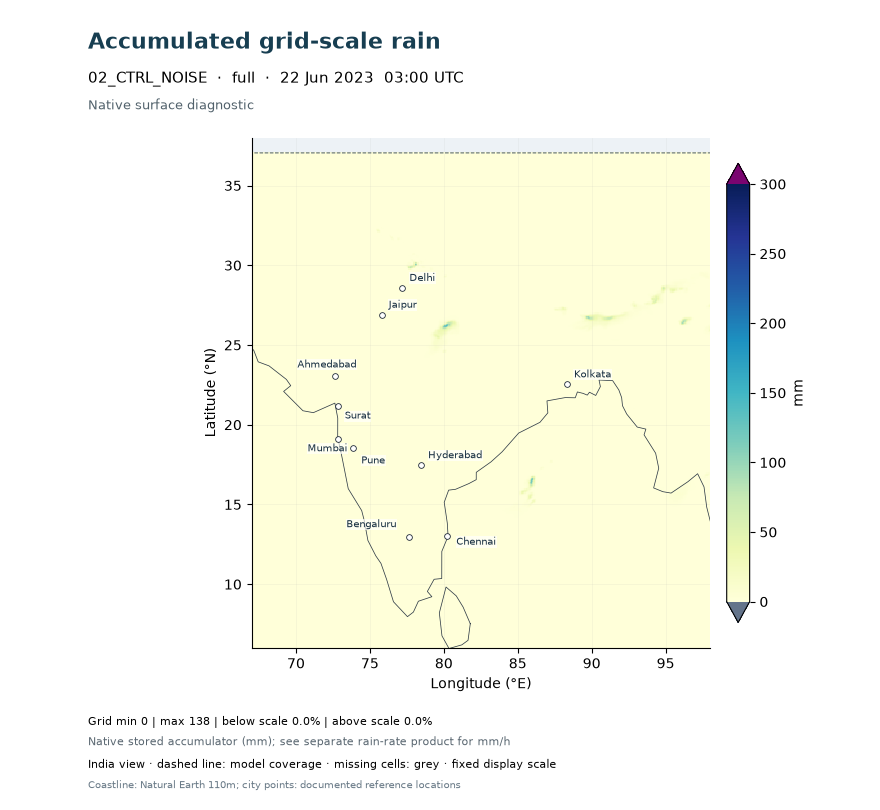 Accumulated grid-scale rain
02_CTRL_NOISE · full · 22 Jun 2023 03:00 UTC
Native surface diagnostic
35
30
25
20
15
10
Latitude (°N)
Delhi
Jaipur
Ahmedabad
Surat
Kolkata
Mumbai
Pune
Hyderabad
Bengaluru
Chennai
70
75
80
85
90
95
Longitude (°E)
300
250
200
150
100
50
0
mm
Grid min 0 | max 138 | below scale 0.0% | above scale 0.0%
Native stored accumulator (mm); see separate rain-rate product for mm/h
India view · dashed line: model coverage · missing cells: grey · fixed display scale
Coastline: Natural Earth 110m; city points: documented reference locations